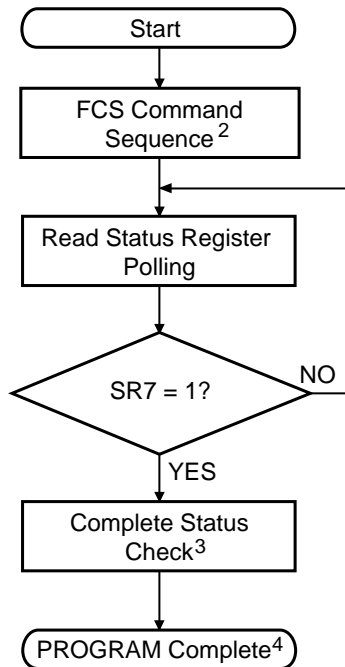 Start
FCS Command
Sequence2
Read Status Register
Polling
SR7 = 1?
NO
YES
Complete Status
Check3
PROGRAM Complete4